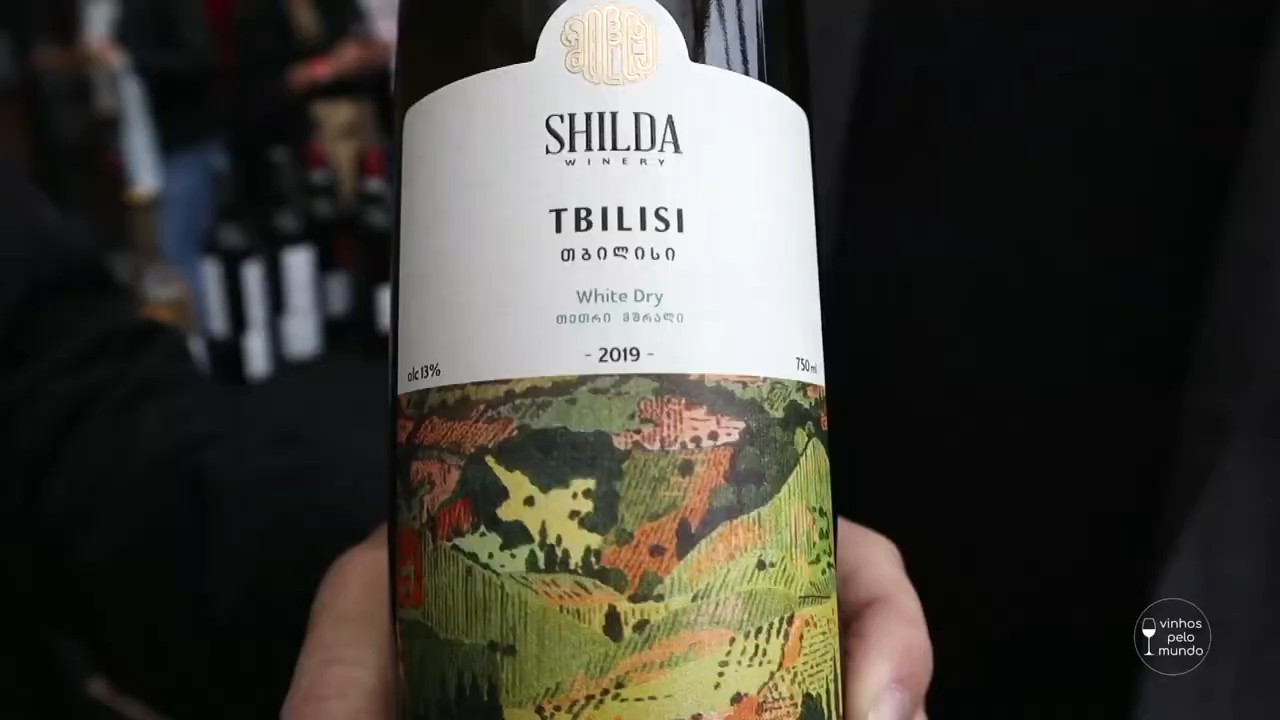 SHILDA
WINERY
TBILISI
თბილისი
White Dry
თეთრი მშრალი
- 2019 -
alc 13%
750 ml
vinhos
pelo
mundo